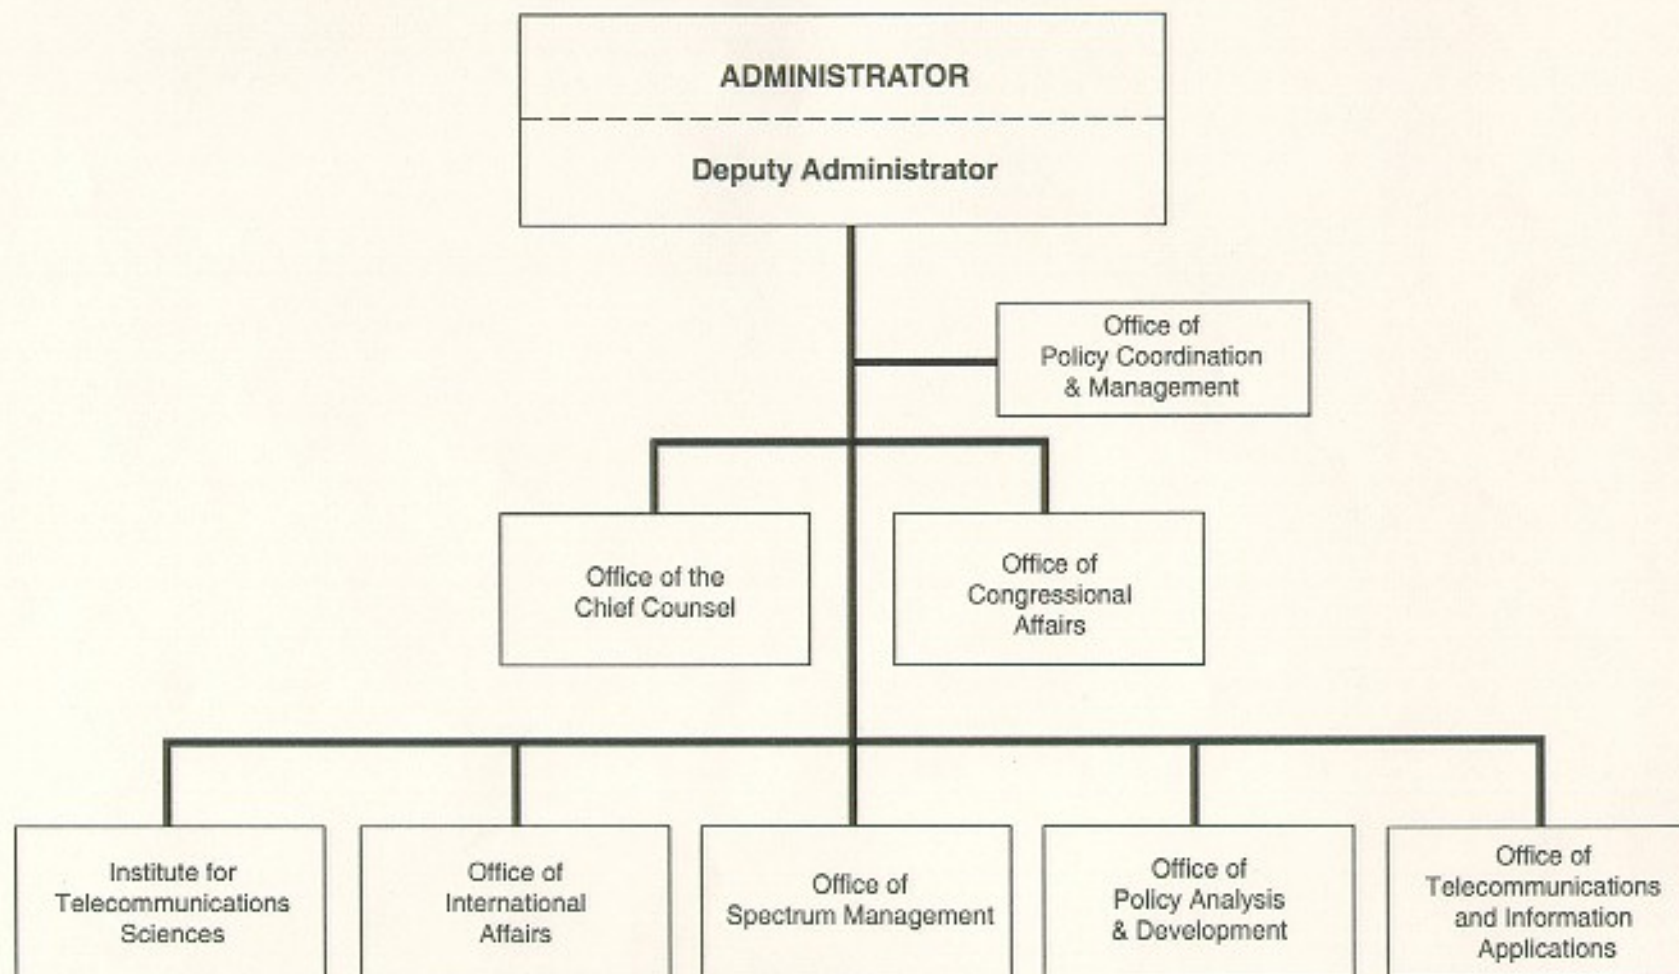 ADMINISTRATOR
Deputy Administrator
Office of
Policy Coordination
& Management
Office of the
Chief Counsel
Office of
Congressional
Affairs
Institute for
Telecommunications
Sciences
Office of
International
Affairs
Office of
Spectrum Management
Office of
Policy Analysis
& Development
Office of
Telecommunications
and Information
Applications